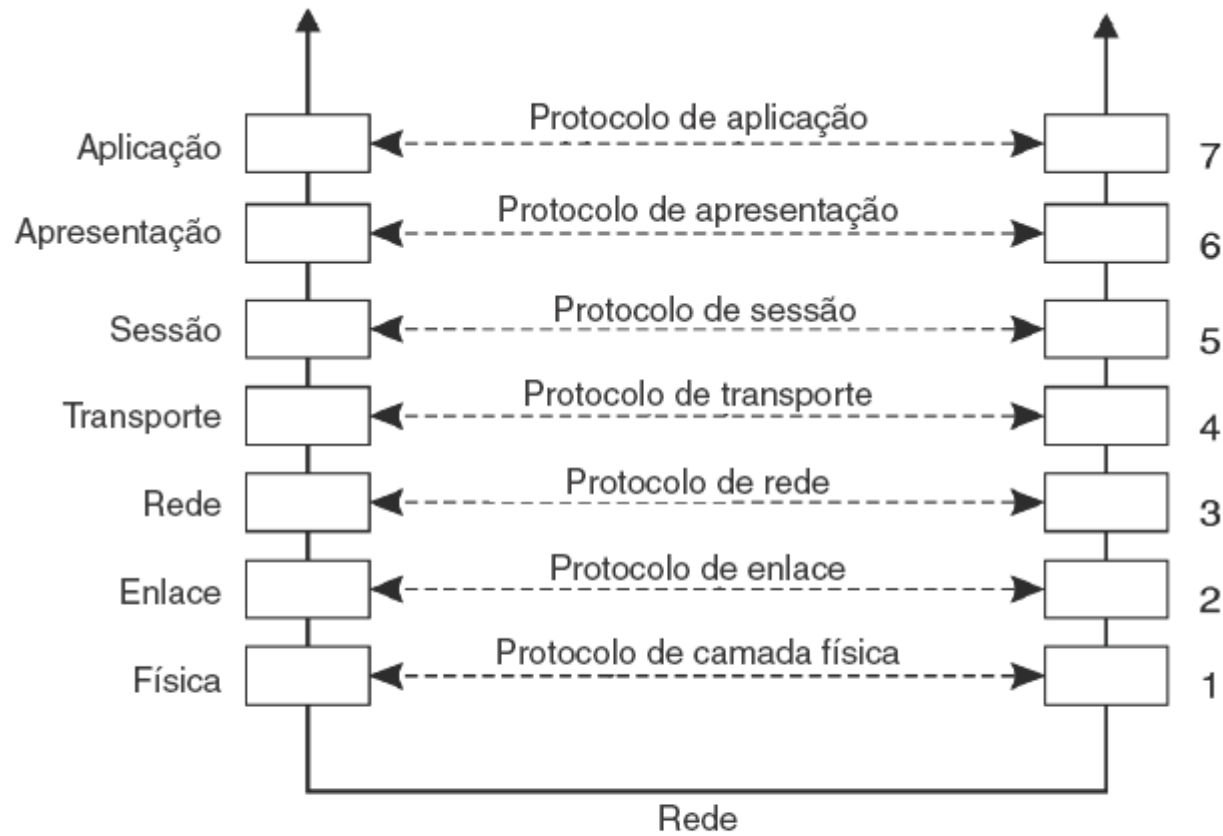 Aplicação Protocolo de aplicação 7
Apresentação Protocolo de apresentação 6
Sessão Protocolo de sessão 5
Transporte Protocolo de transporte 4
Rede Protocolo de rede 3
Enlace Protocolo de enlace 2
Física Protocolo de camada física 1
Rede